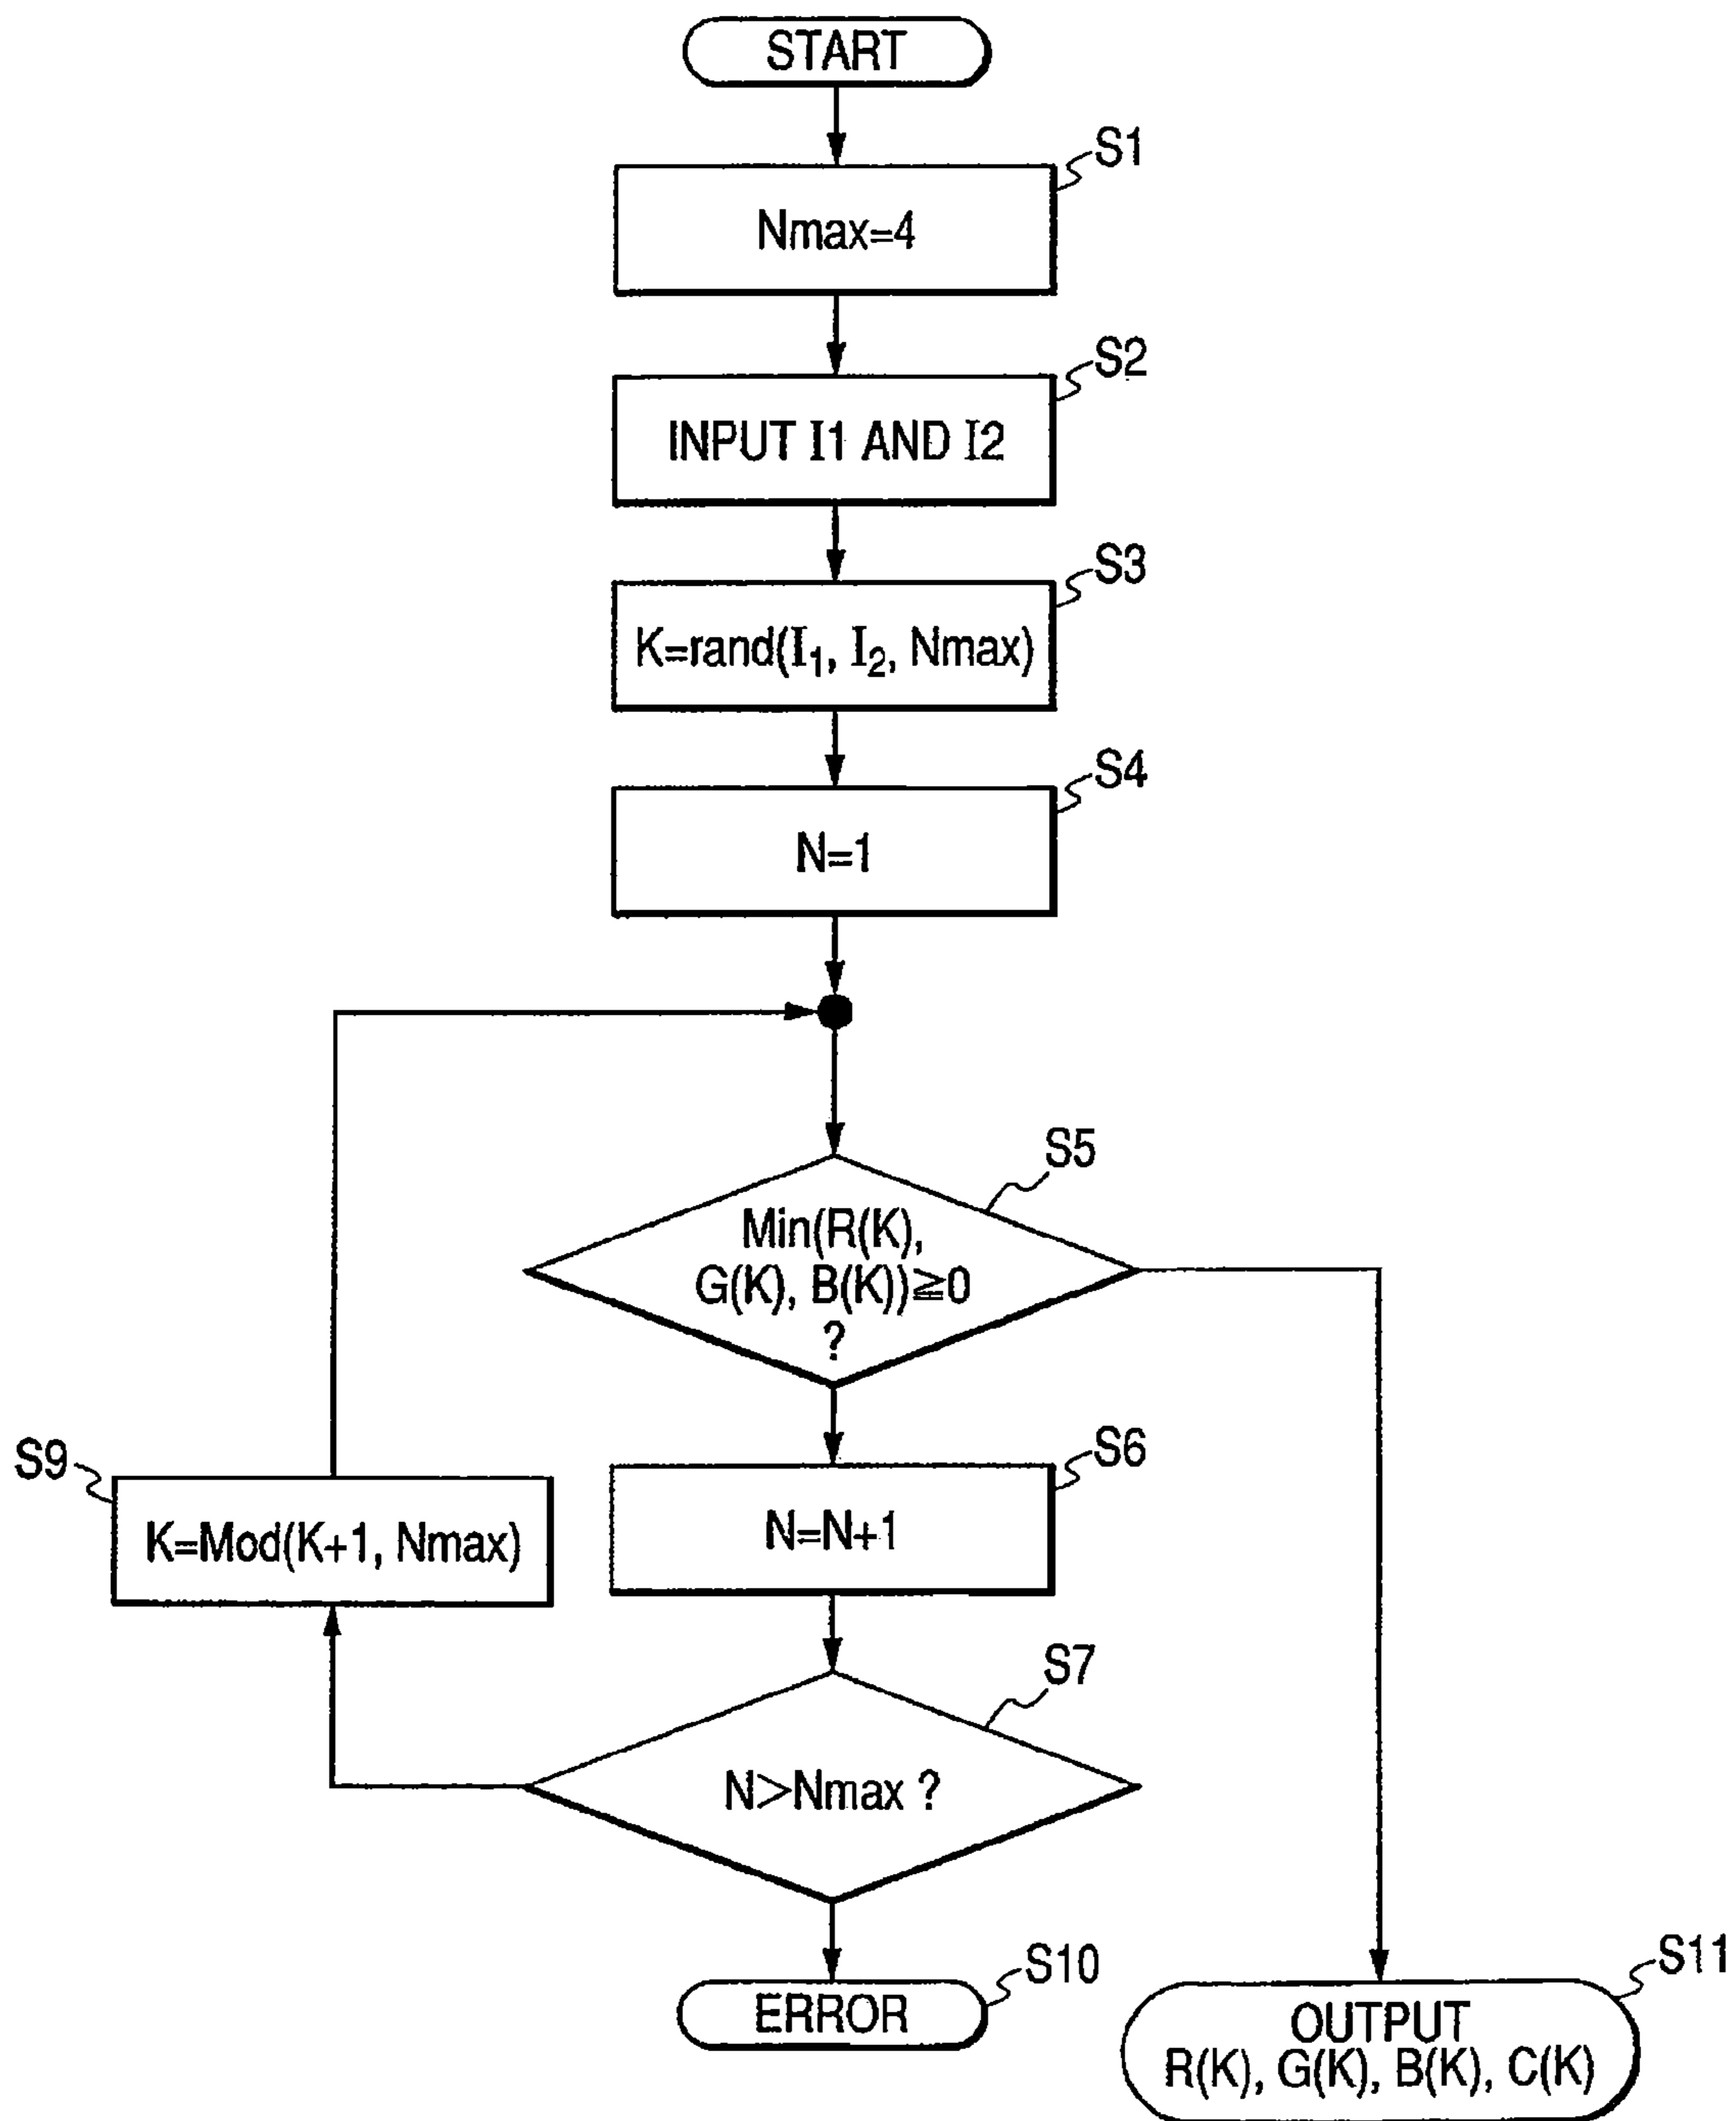 START
S1
Nmax=4
S2
INPUT I1 AND I2
S3
K=rand(I₁, I₂, Nmax)
S4
N=1
S5
Min(R(K),
G(K), B(K))≧0
?
S9
K=Mod(K+1, Nmax)
S6
N=N+1
S7
N>Nmax ?
S10
ERROR
S11
OUTPUT
R(K), G(K), B(K), C(K)